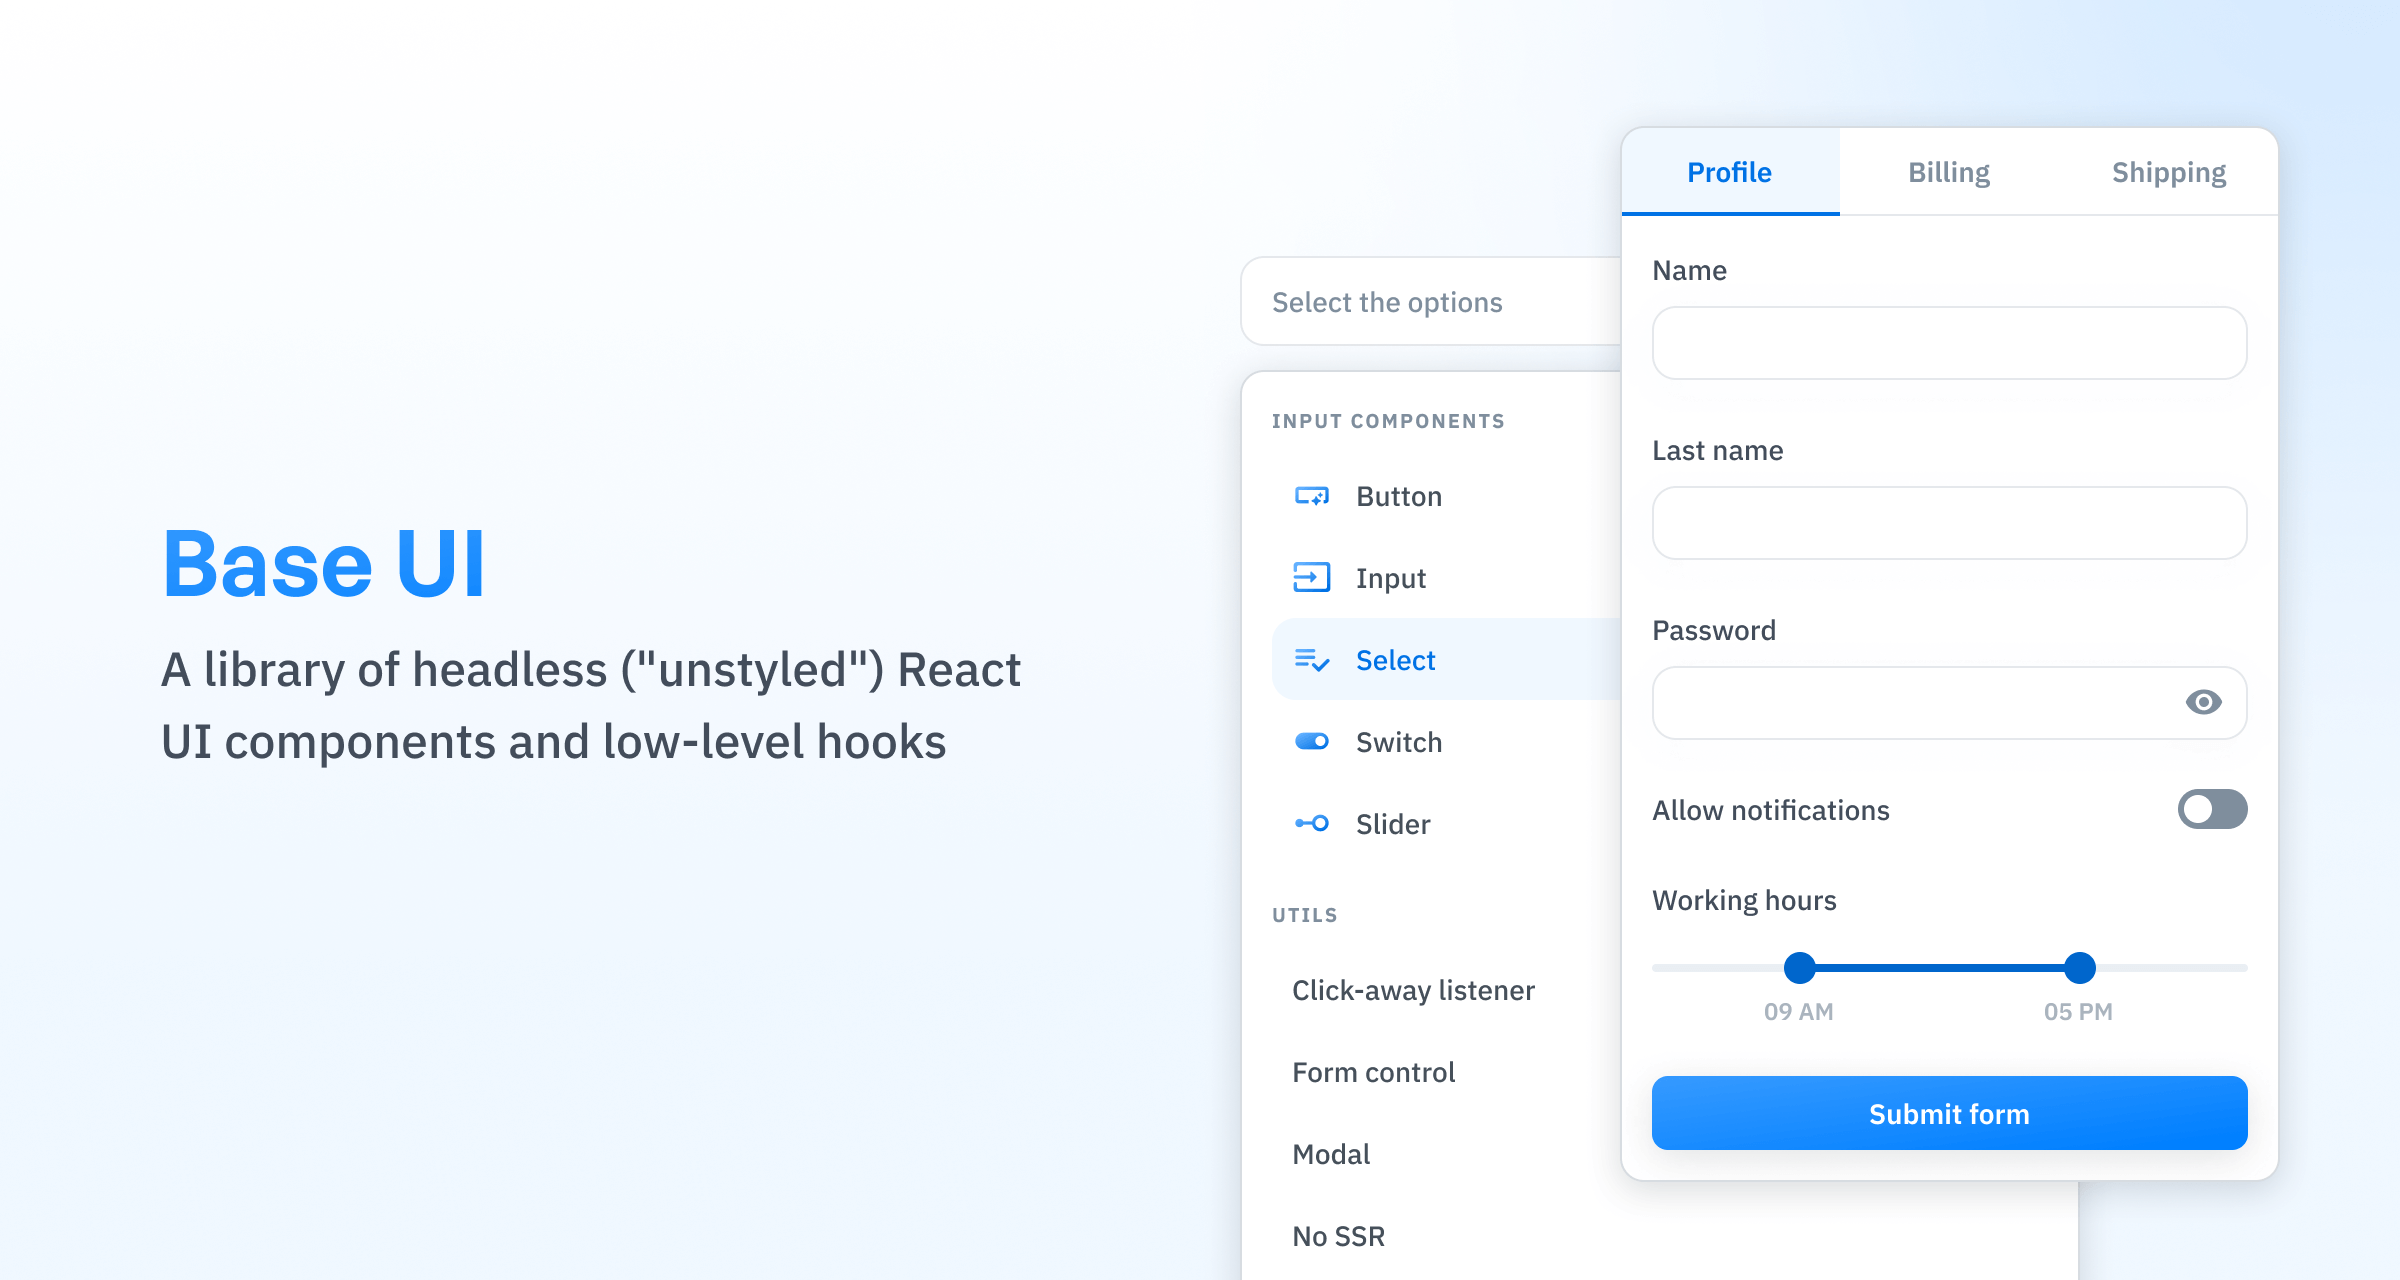 Base UI
A library of headless ("unstyled") React
UI components and low-level hooks
Select the options
INPUT COMPONENTS
Button
Input
Select
Switch
Slider
UTILS
Click-away listener
Form control
Modal
No SSR
Profile Billing Shipping
Name
Last name
Password
Allow notifications
Working hours
09 AM 05 PM
Submit form